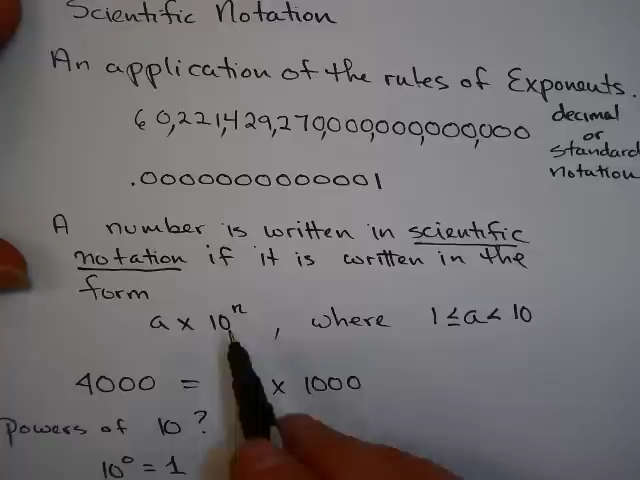 Scientific Notation
An application of the rules of Exponents.
60,221,429,270,000,000,000,000
decimal
or
standard
notation
.0000000000001
A number is written in scientific
notation if it is written in the
form
a × 10ⁿ, where 1 ≤ a < 10
4000 = × 1000
Powers of 10?
10⁰ = 1